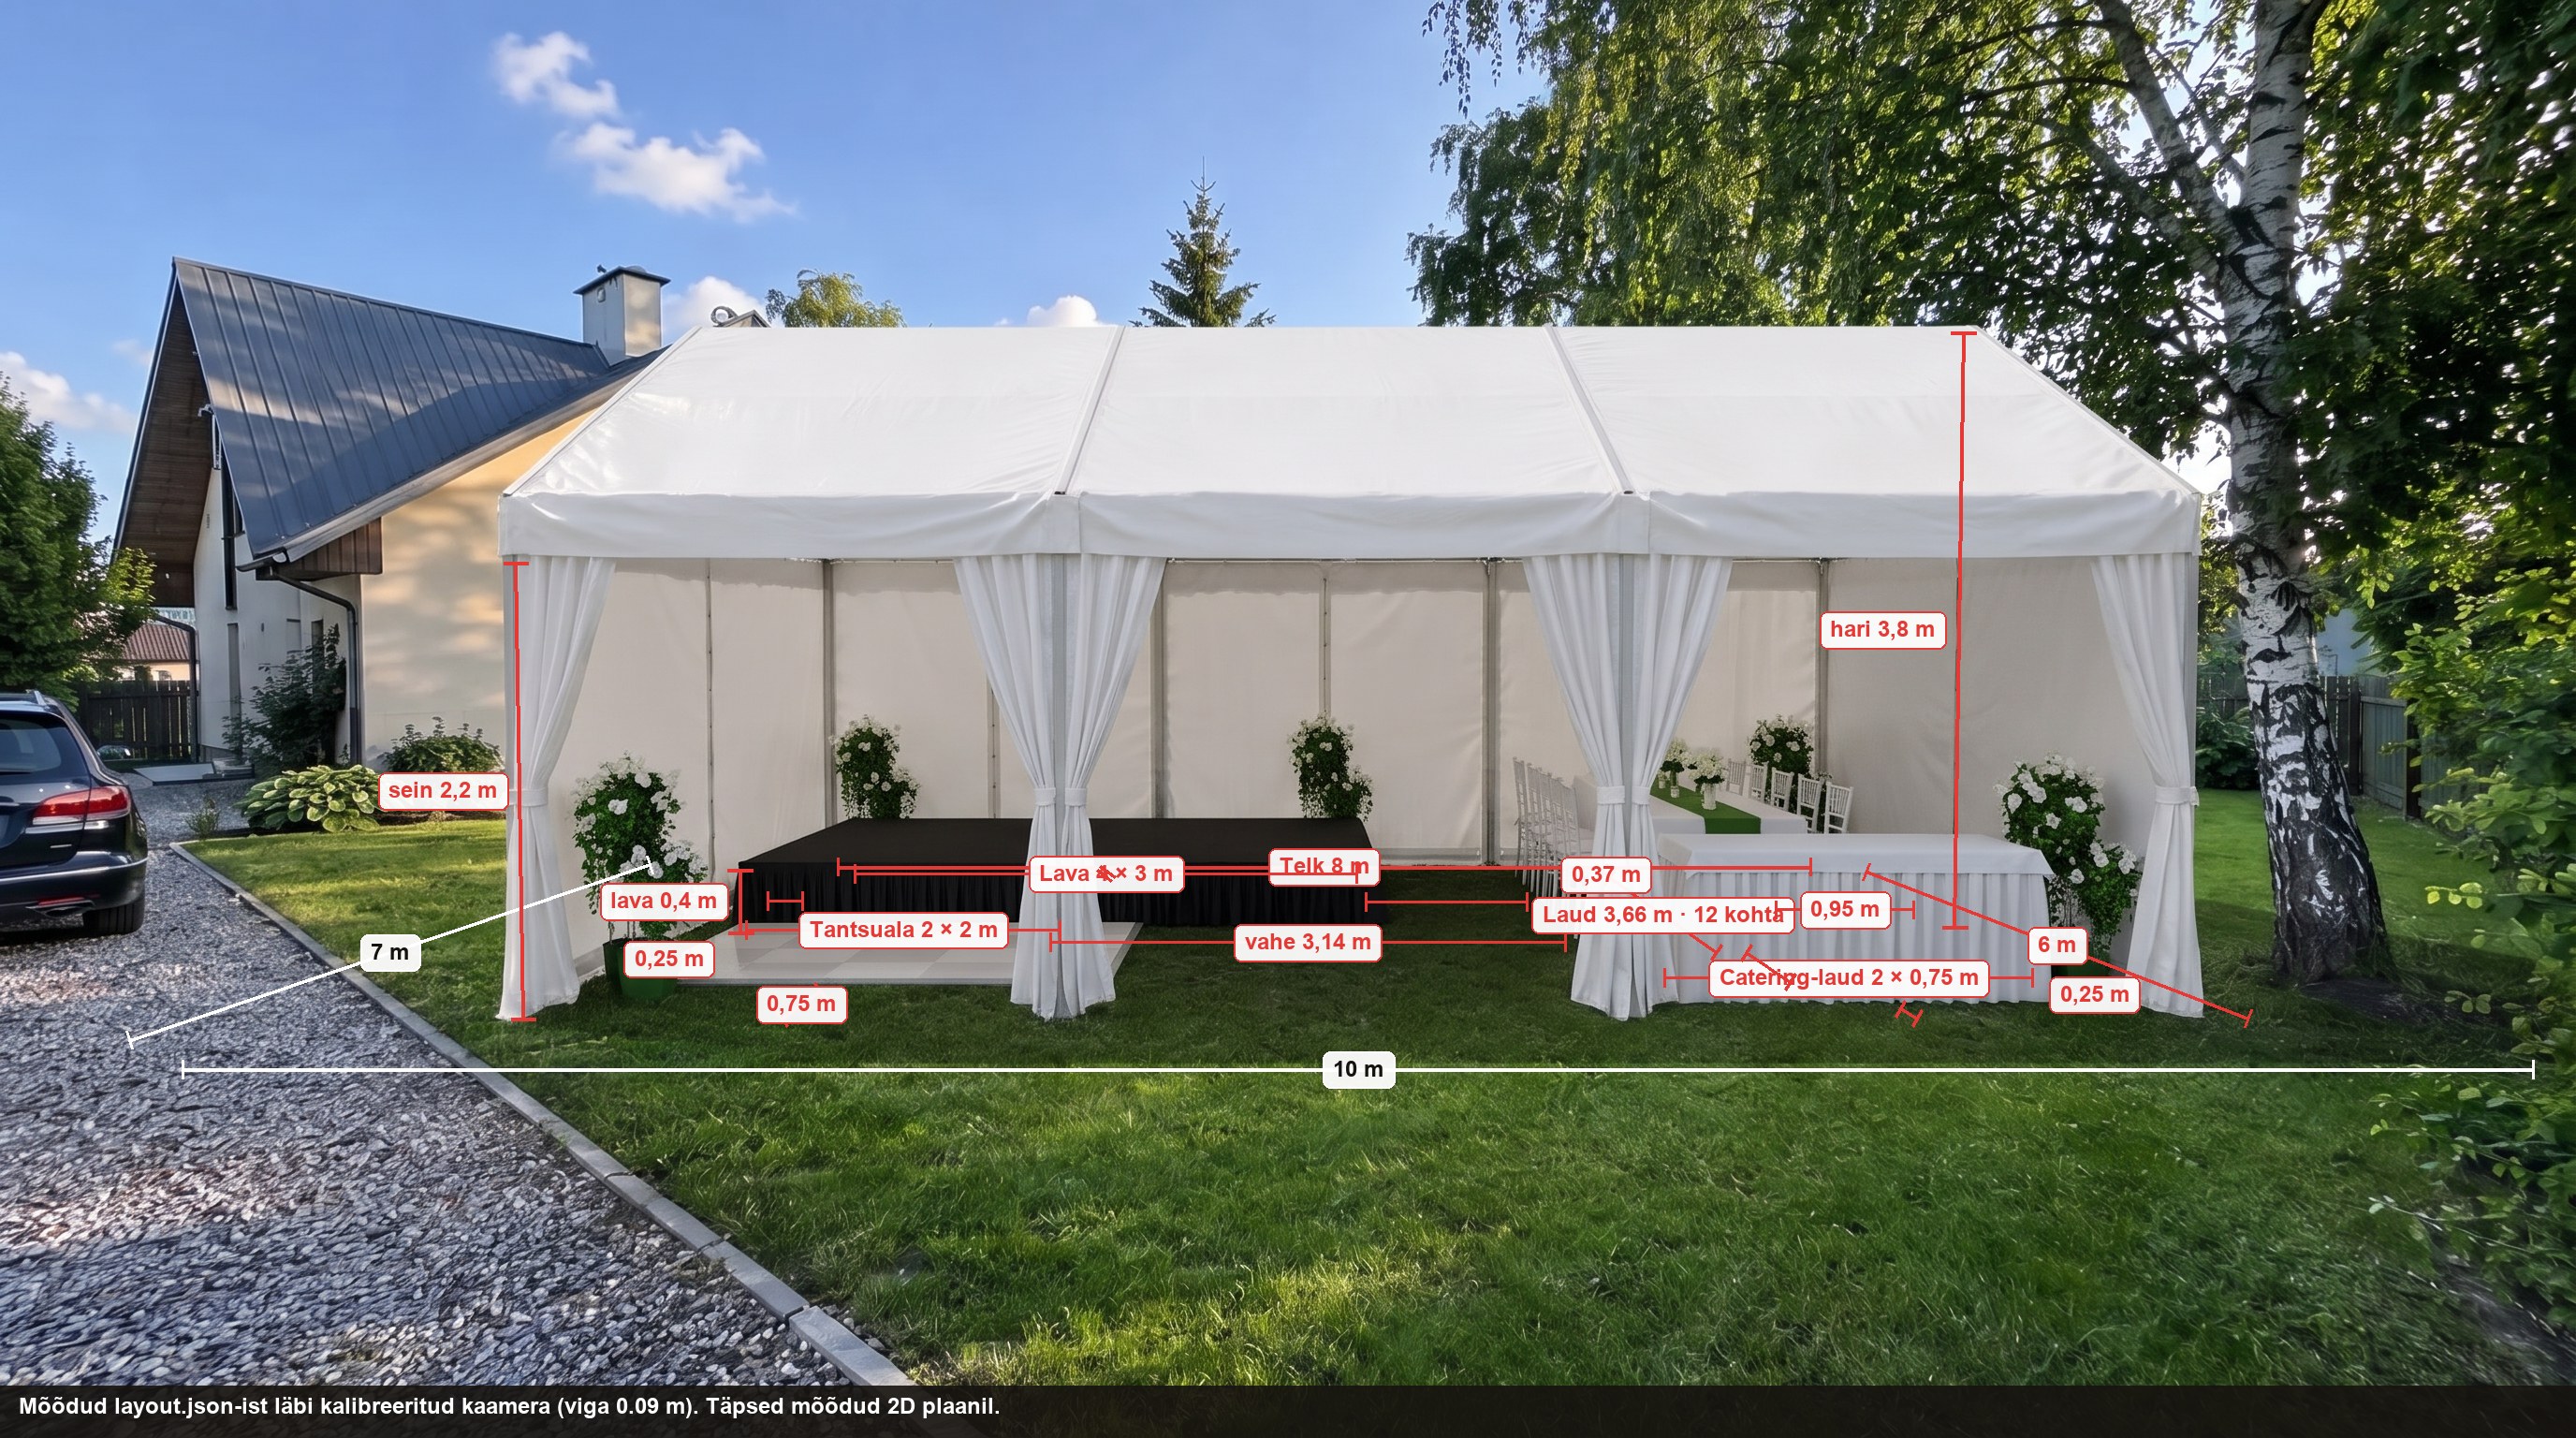 hari 3,8 m
sein 2,2 m
Telk 8 m
Lava 4 × 3 m
0,37 m
lava 0,4 m
Laud 3,66 m · 12 kohta
0,95 m
Tantsuala 2 × 2 m
vahe 3,14 m
6 m
7 m
0,25 m
Catering-laud 2 × 0,75 m
0,25 m
0,75 m
10 m
Mõõdud layout.json-ist läbi kalibreeritud kaamera (viga 0.09 m). Täpsed mõõdud 2D plaanil.